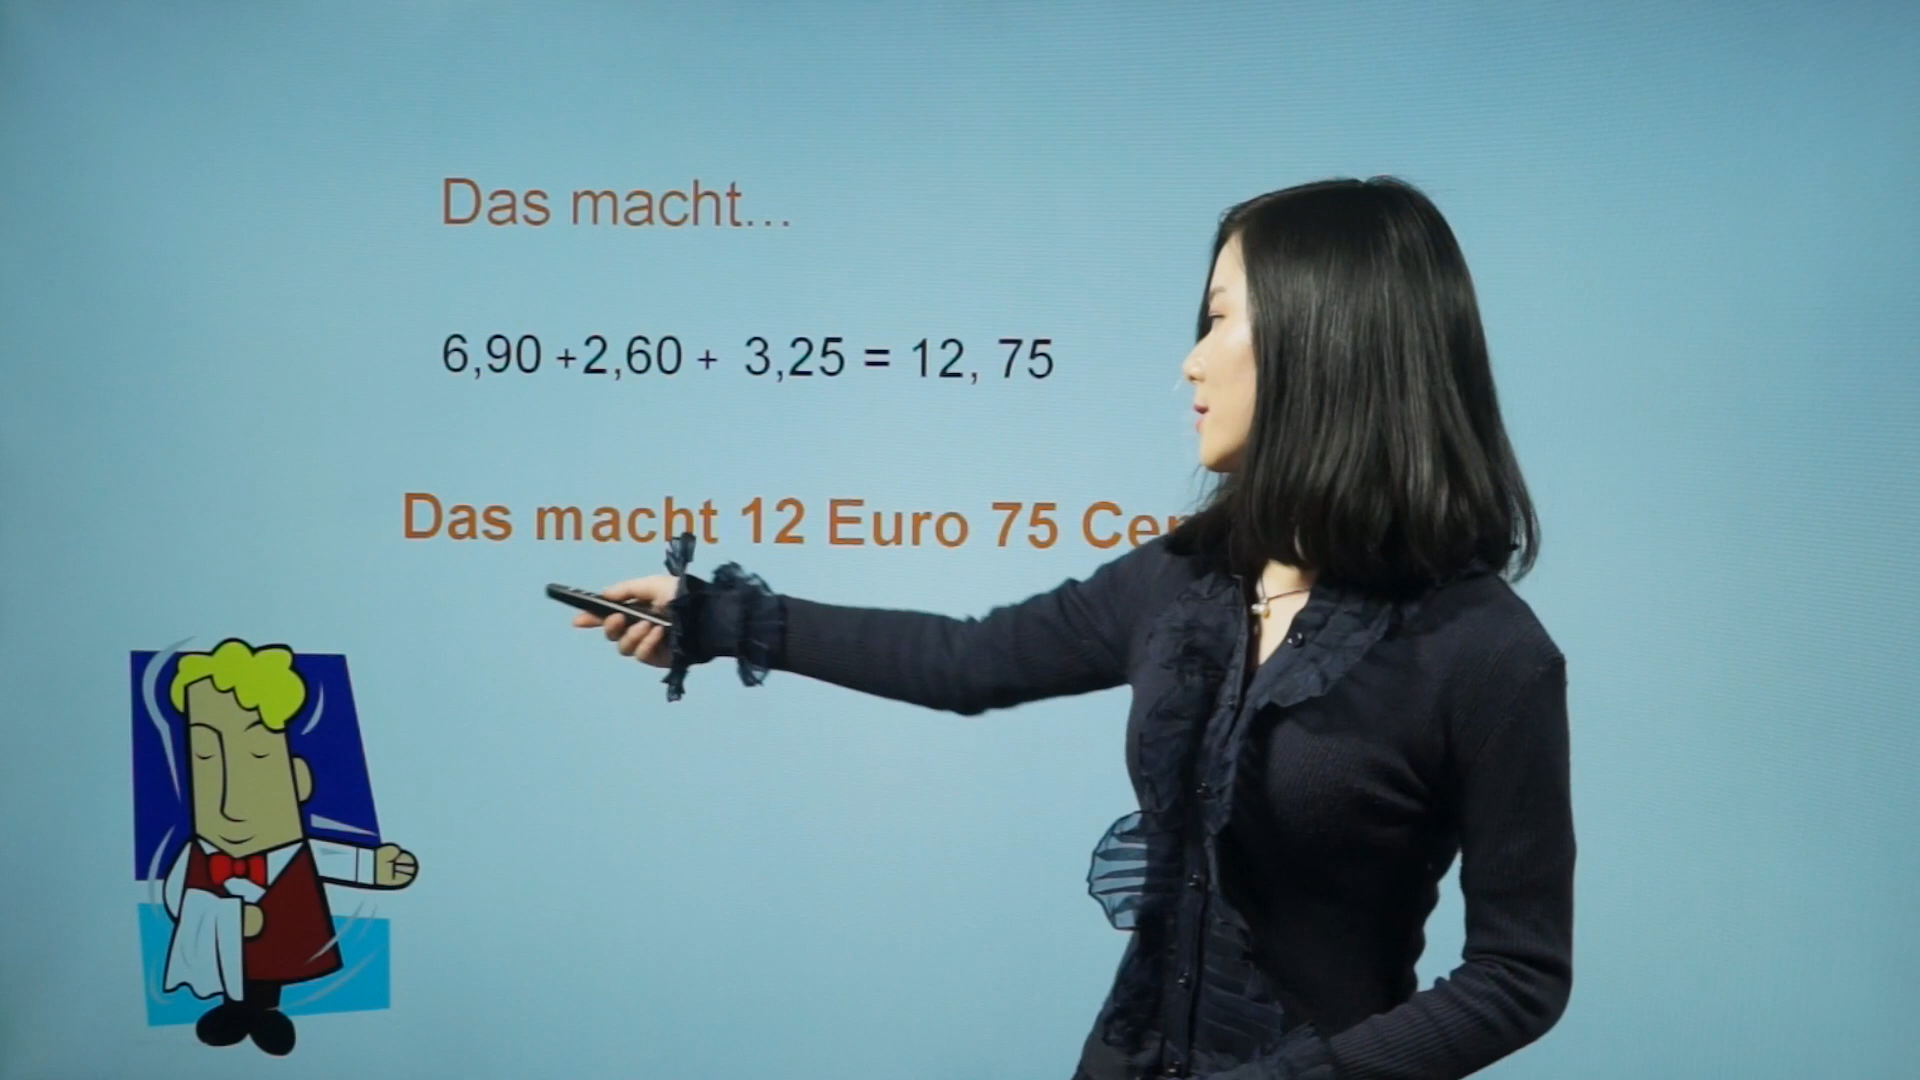 Das macht...
6,90 +2,60 + 3,25 = 12, 75
Das macht 12 Euro 75